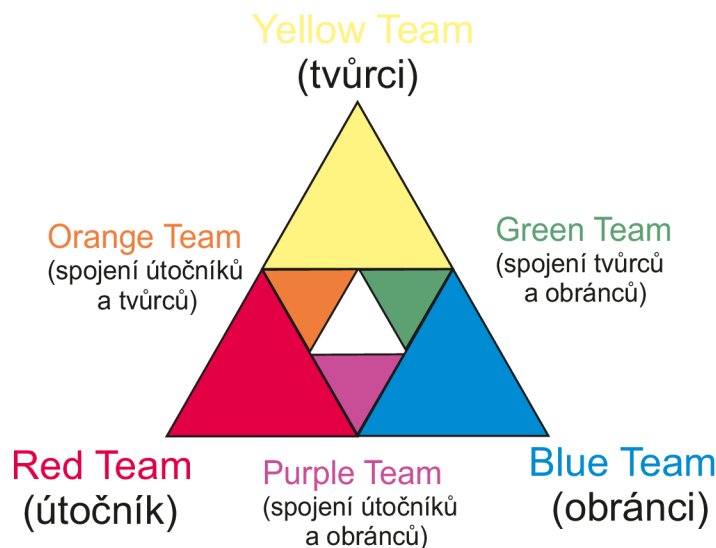 Yellow Team
(tvůrci)
Orange Team
(spojení útočníků
a tvůrců)
Green Team
(spojení tvůrců
a obránců)
Red Team
(útočník)
Purple Team
(spojení útočníků
a obránců)
Blue Team
(obránci)